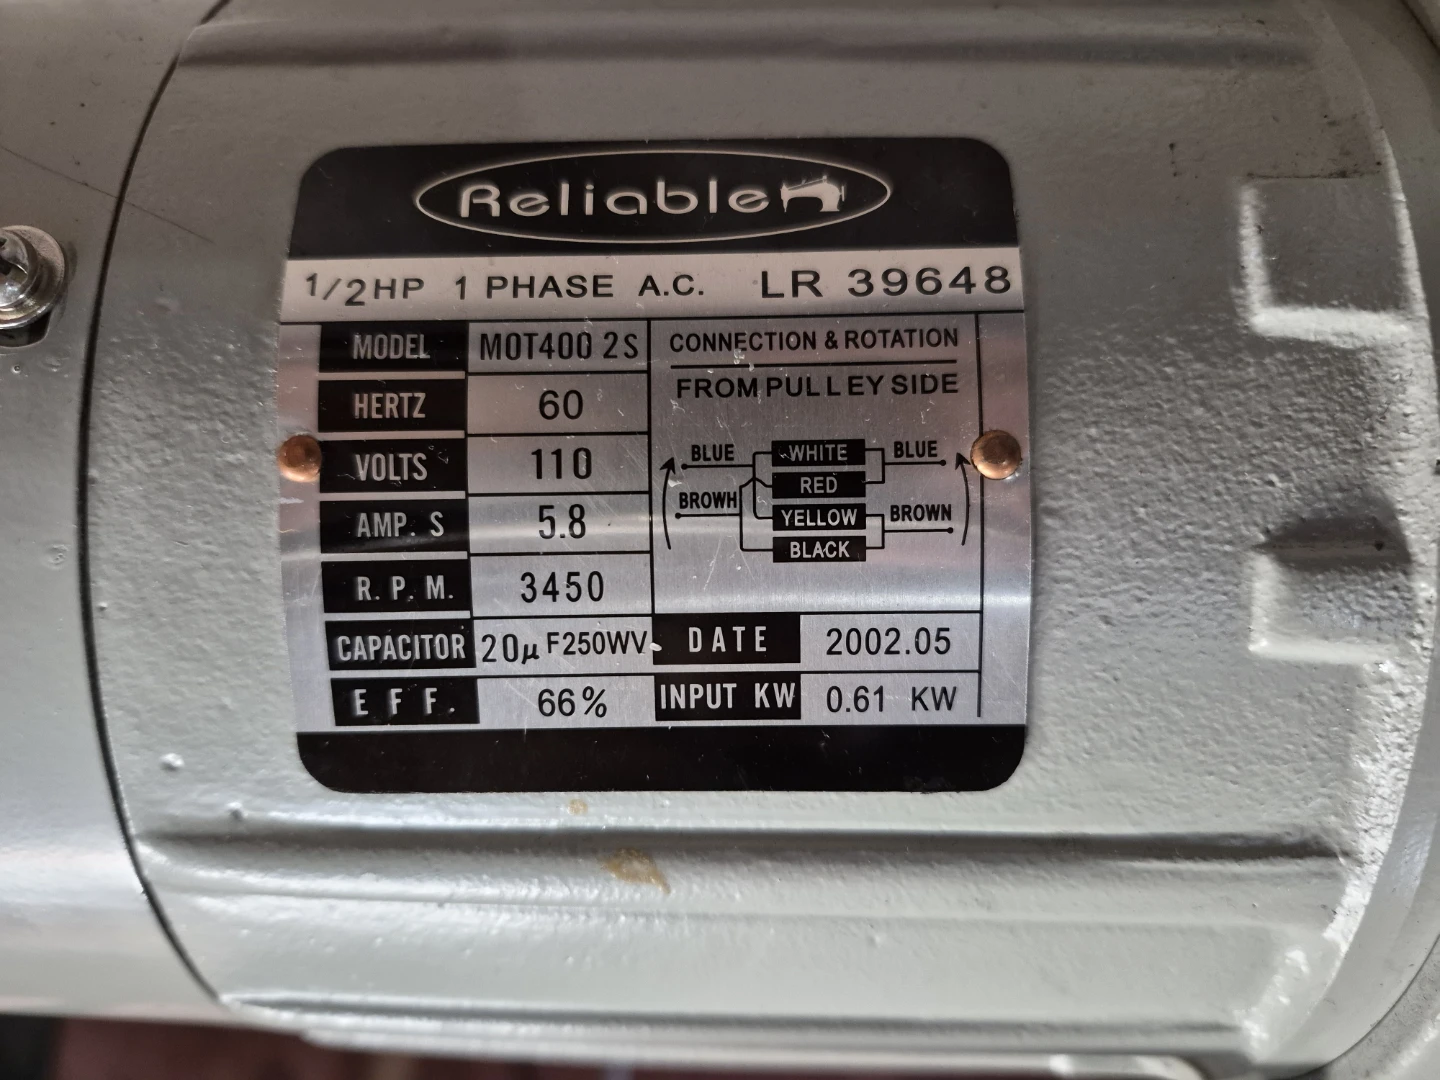 Reliable
1/2HP 1 PHASE A.C. LR 39648
MODEL MOT400 2S
HERTZ 60
VOLTS 110
AMP. S 5.8
R. P. M. 3450
CAPACITOR 20μF250WV.
EFF. 66%
CONNECTION & ROTATION
FROM PULLEY SIDE
BLUE WHITE BLUE
RED
BROWH YELLOW BROWN
BLACK
DATE 2002.05
INPUT KW 0.61 KW